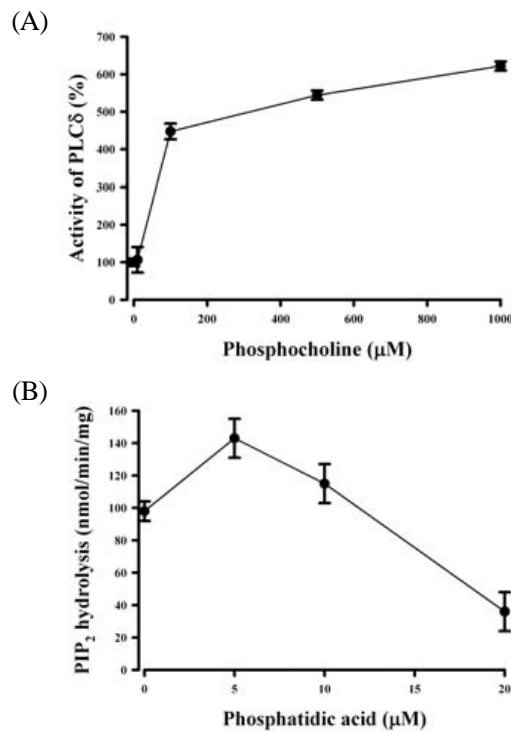 (A)
Activity of PLCδ (%)
700
600
500
400
300
200
100
0
0 200 400 600 800 1000
Phosphocholine (μM)
(B)
PIP₂ hydrolysis (nmol/min/mg)
160
140
120
100
80
60
40
20
0
0 5 10 15 20
Phosphatidic acid (μM)